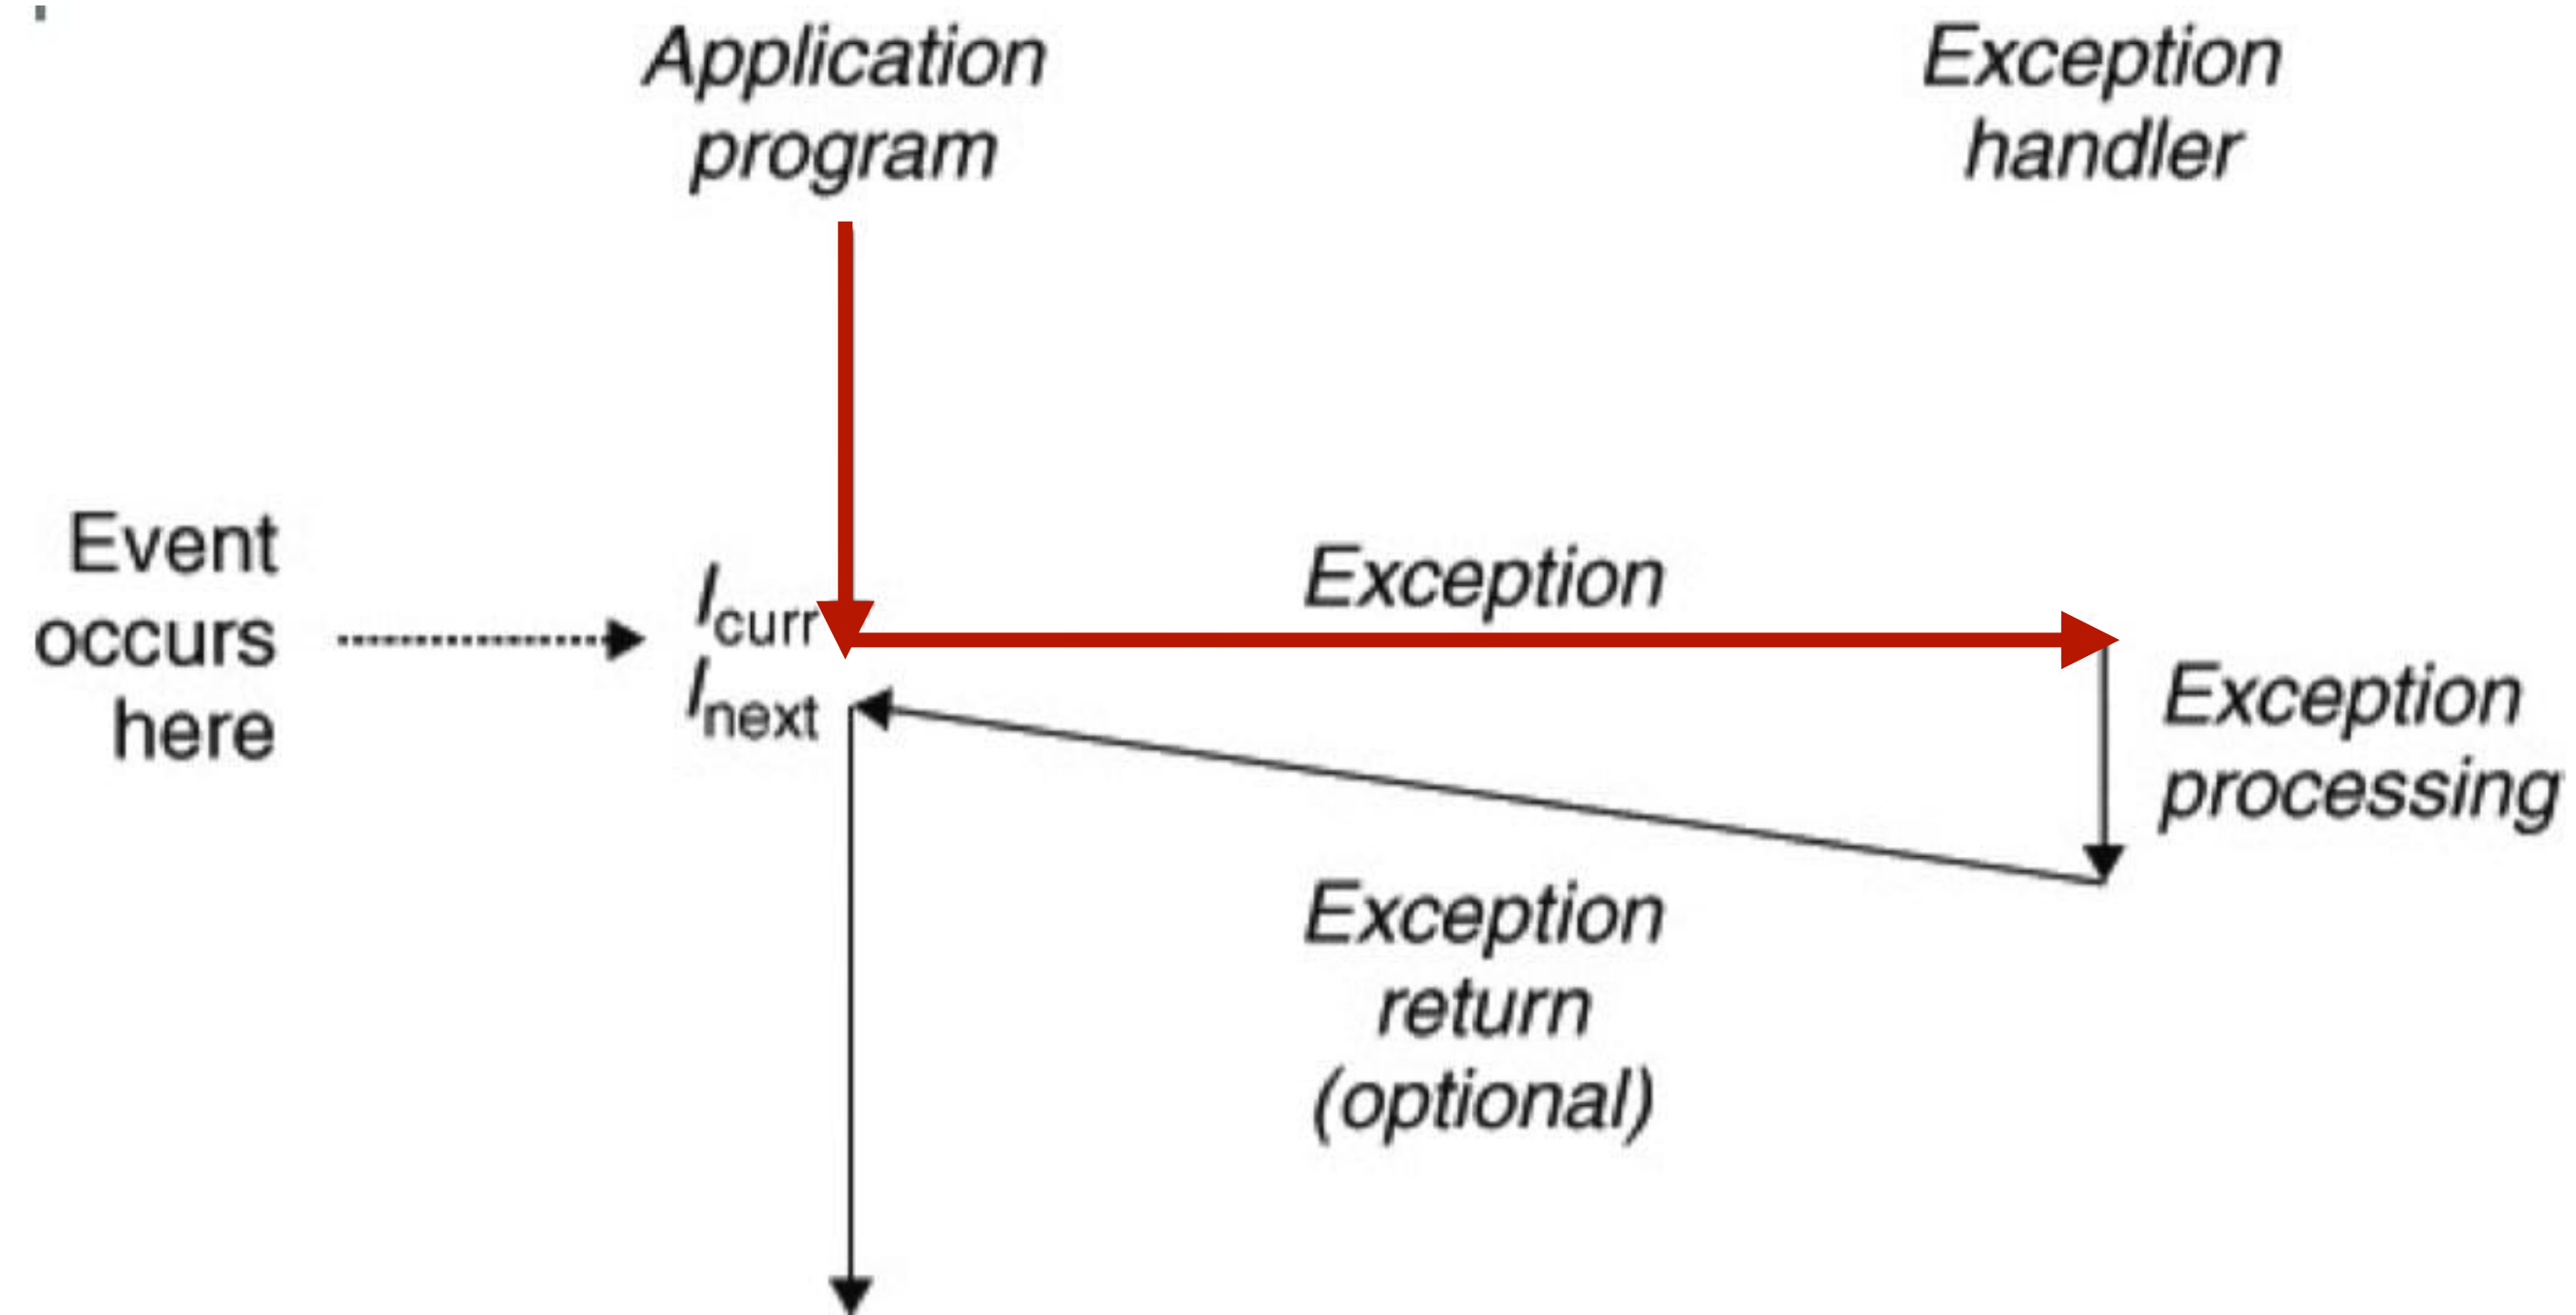 Application
program
Exception
handler
Event
occurs
here
Icurr
Inext
Exception
Exception
processing
Exception
return
(optional)